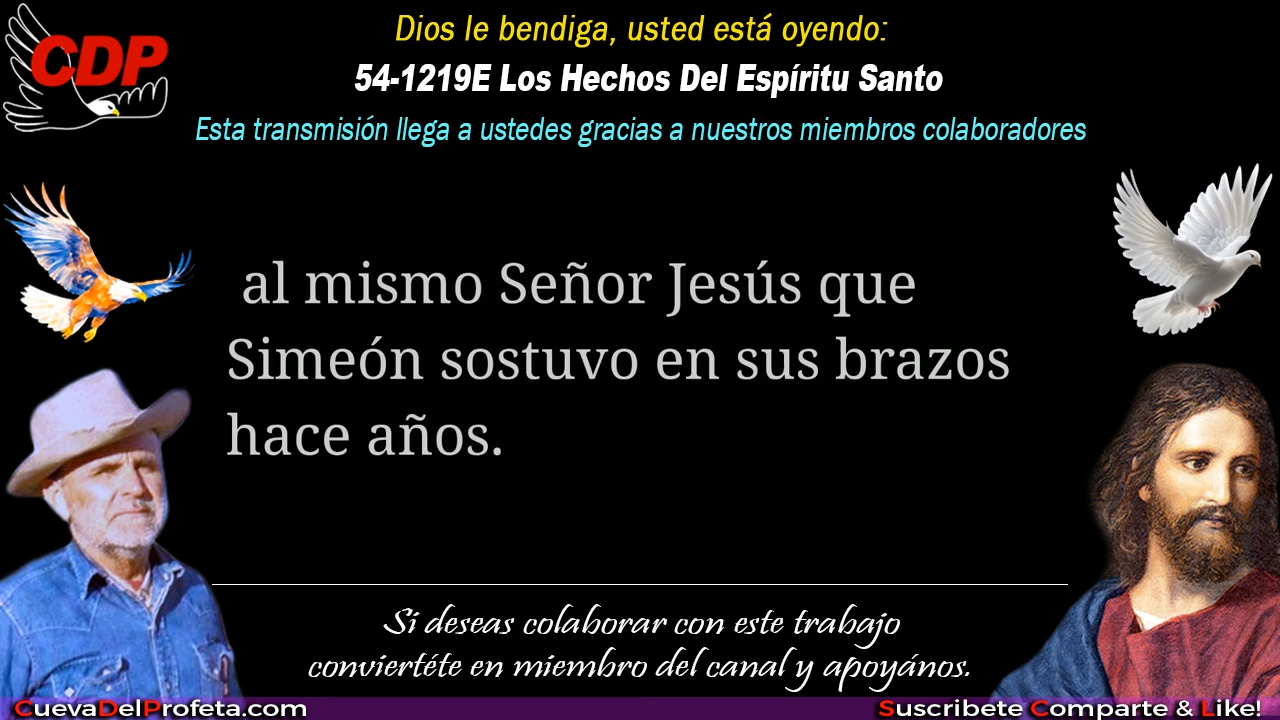 CDP
Dios le bendiga, usted está oyendo:
54-1219E Los Hechos Del Espíritu Santo
Esta transmisión llega a ustedes gracias a nuestros miembros colaboradores
al mismo Señor Jesús que
Simeón sostuvo en sus brazos
hace años.
Si deseas colaborar con este trabajo
conviertéte en miembro del canal y apoyános.
CuevaDelProfeta.com
Suscribete Comparte & Like!